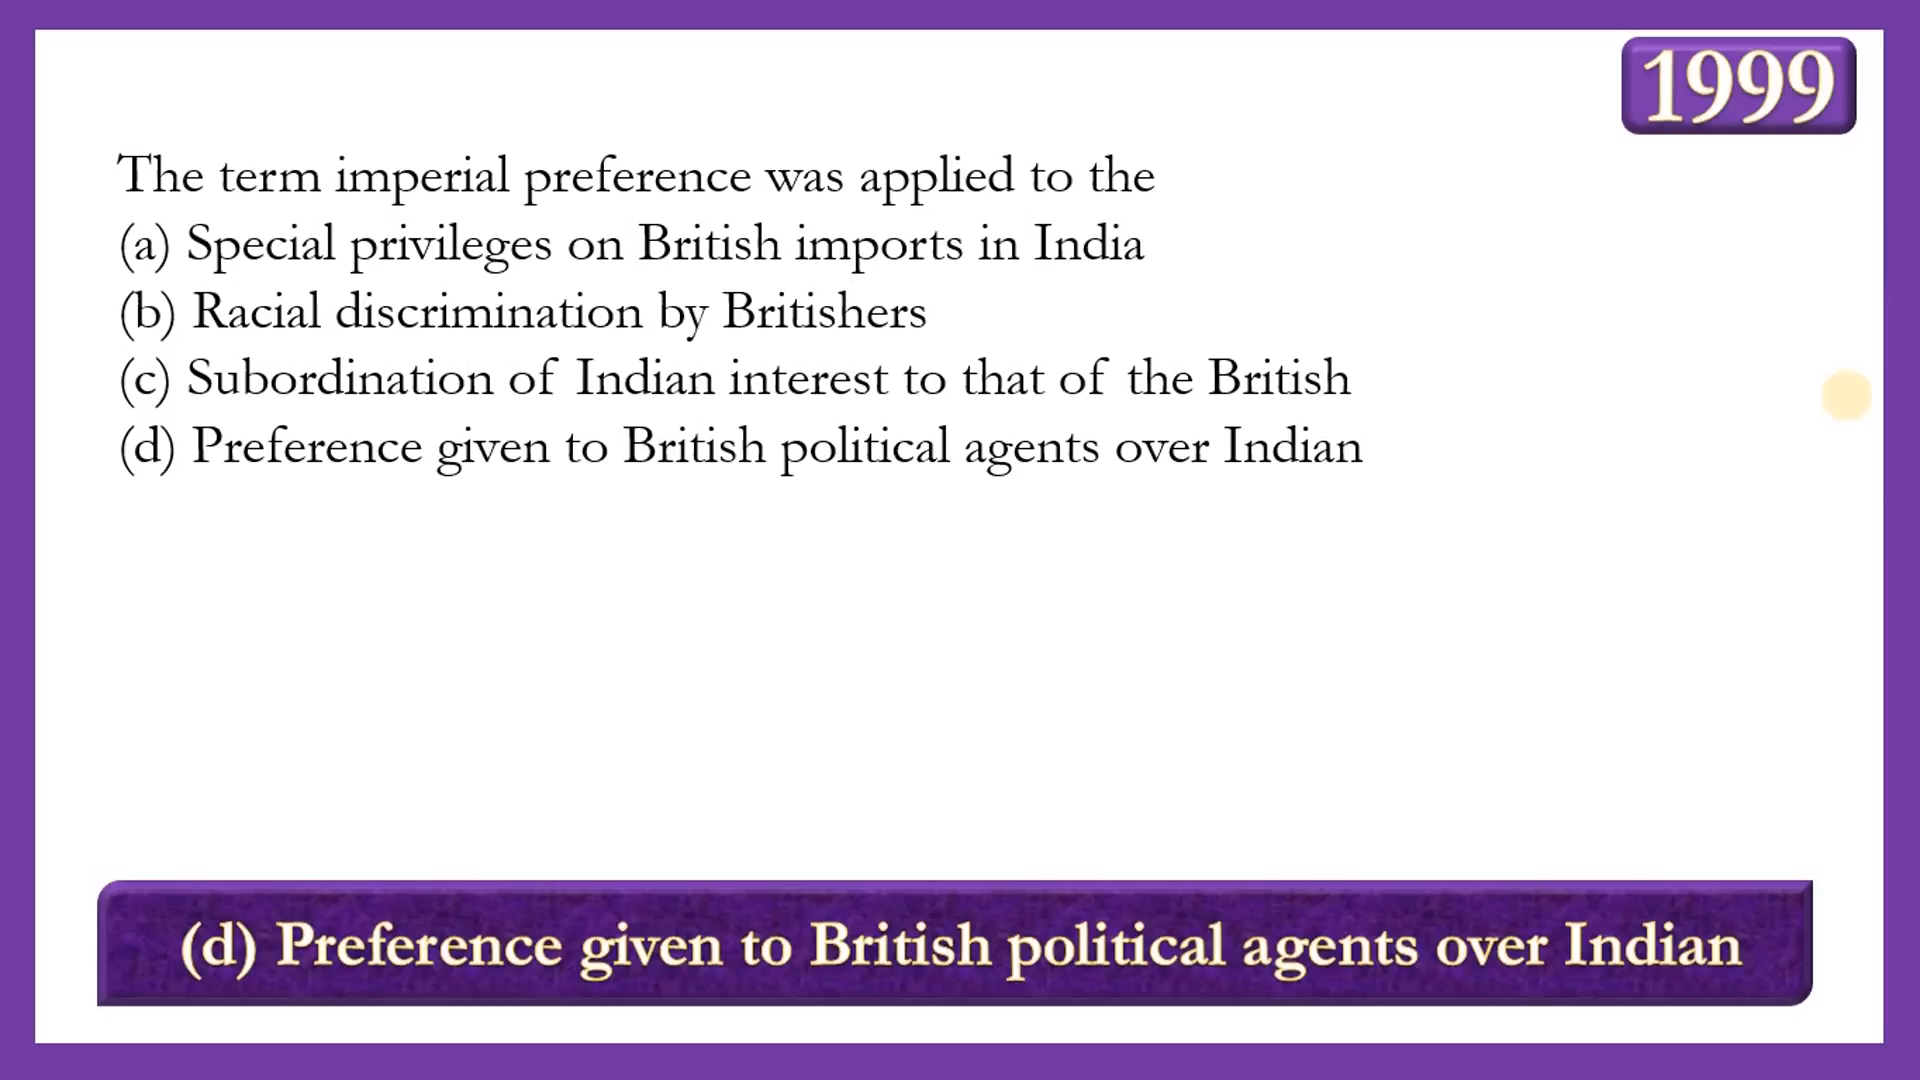 1999
The term imperial preference was applied to the
(a) Special privileges on British imports in India
(b) Racial discrimination by Britishers
(c) Subordination of Indian interest to that of the British
(d) Preference given to British political agents over Indian
(d) Preference given to British political agents over Indian